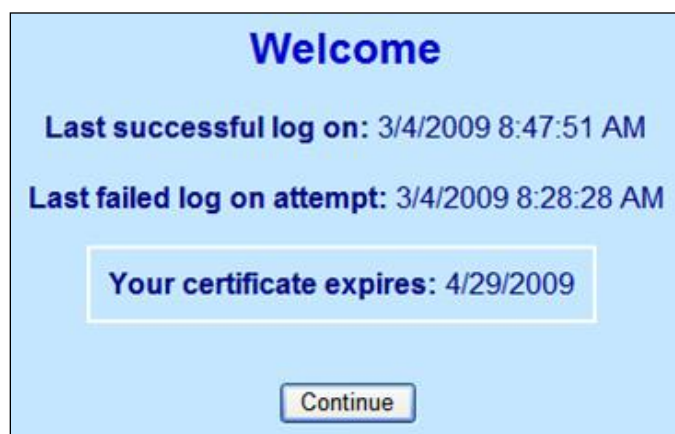 Welcome
Last successful log on: 3/4/2009 8:47:51 AM
Last failed log on attempt: 3/4/2009 8:28:28 AM
Your certificate expires: 4/29/2009
Continue